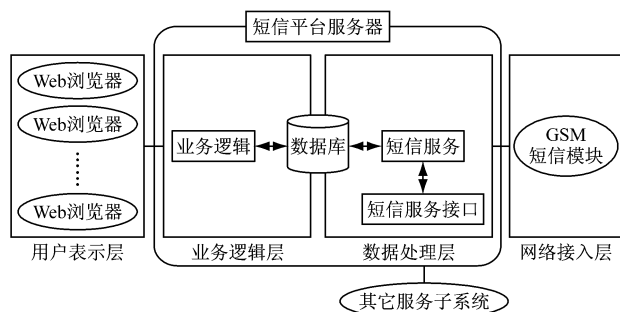 短信平台服务器
Web浏览器
Web浏览器
Web浏览器
用户表示层
业务逻辑
数据库
短信服务
短信服务接口
业务逻辑层
数据处理层
GSM
短信模块
网络接入层
其它服务子系统